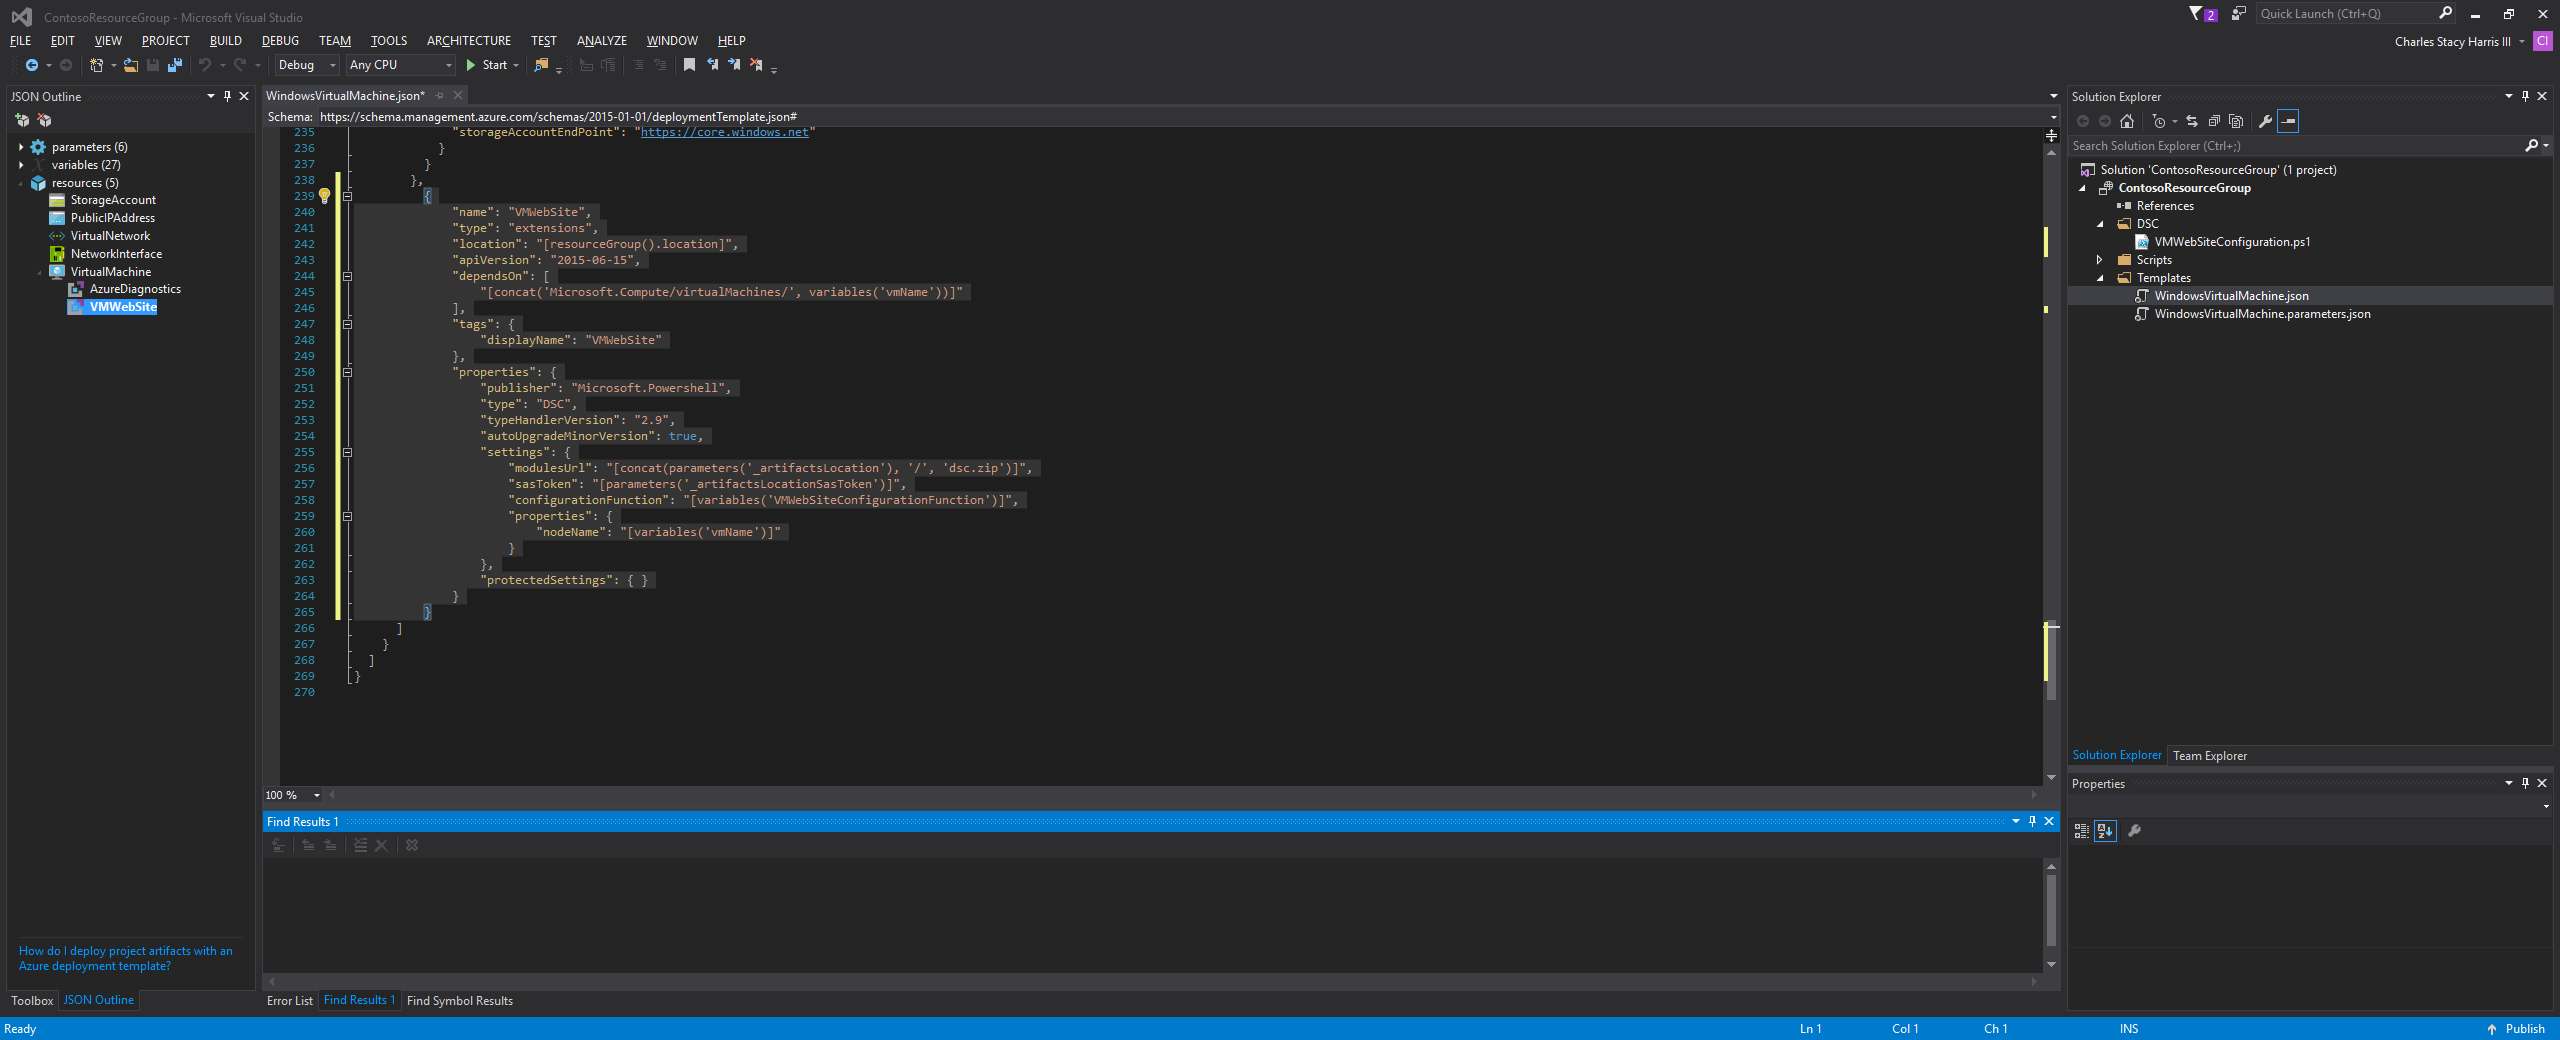 ContosoResourceGroup - Microsoft Visual Studio
2
Quick Launch (Ctrl+Q)
FILE EDIT VIEW PROJECT BUILD DEBUG TEAM TOOLS ARCHITECTURE TEST ANALYZE WINDOW HELP
Charles Stacy Harris III CI
Debug Any CPU Start
JSON Outline
parameters (6)
variables (27)
resources (5)
StorageAccount
PublicIPAddress
VirtualNetwork
NetworkInterface
VirtualMachine
AzureDiagnostics
VMWebSite
How do I deploy project artifacts with an
Azure deployment template?
Toolbox JSON Outline
WindowsVirtualMachine.json*
Schema: https://schema.management.azure.com/schemas/2015-01-01/deploymentTemplate.json#
235 "storageAccountEndPoint": "https://core.windows.net"
236 }
237 }
238 },
239 {
240 "name": "VMWebSite",
241 "type": "extensions",
242 "location": "[resourceGroup().location]",
243 "apiVersion": "2015-06-15",
244 "dependsOn": [
245 "[concat('Microsoft.Compute/virtualMachines/', variables('vmName'))]"
246 ],
247 "tags": {
248 "displayName": "VMWebSite"
249 },
250 "properties": {
251 "publisher": "Microsoft.Powershell",
252 "type": "DSC",
253 "typeHandlerVersion": "2.9",
254 "autoUpgradeMinorVersion": true,
255 "settings": {
256 "modulesUrl": "[concat(parameters('_artifactsLocation'), '/', 'dsc.zip')]",
257 "sasToken": "[parameters('_artifactsLocationSasToken')]",
258 "configurationFunction": "[variables('VMWebSiteConfigurationFunction')]",
259 "properties": {
260 "nodeName": "[variables('vmName')]"
261 }
262 },
263 "protectedSettings": { }
264 }
265 }
266 ]
267 }
268 ]
269 }
270
100 %
Find Results 1
Error List Find Results 1 Find Symbol Results
Solution Explorer
Search Solution Explorer (Ctrl+;)
Solution 'ContosoResourceGroup' (1 project)
ContosoResourceGroup
References
DSC
VMWebSiteConfiguration.ps1
Scripts
Templates
WindowsVirtualMachine.json
WindowsVirtualMachine.parameters.json
Solution Explorer Team Explorer
Properties
Ready
Ln 1 Col 1 Ch 1 INS Publish